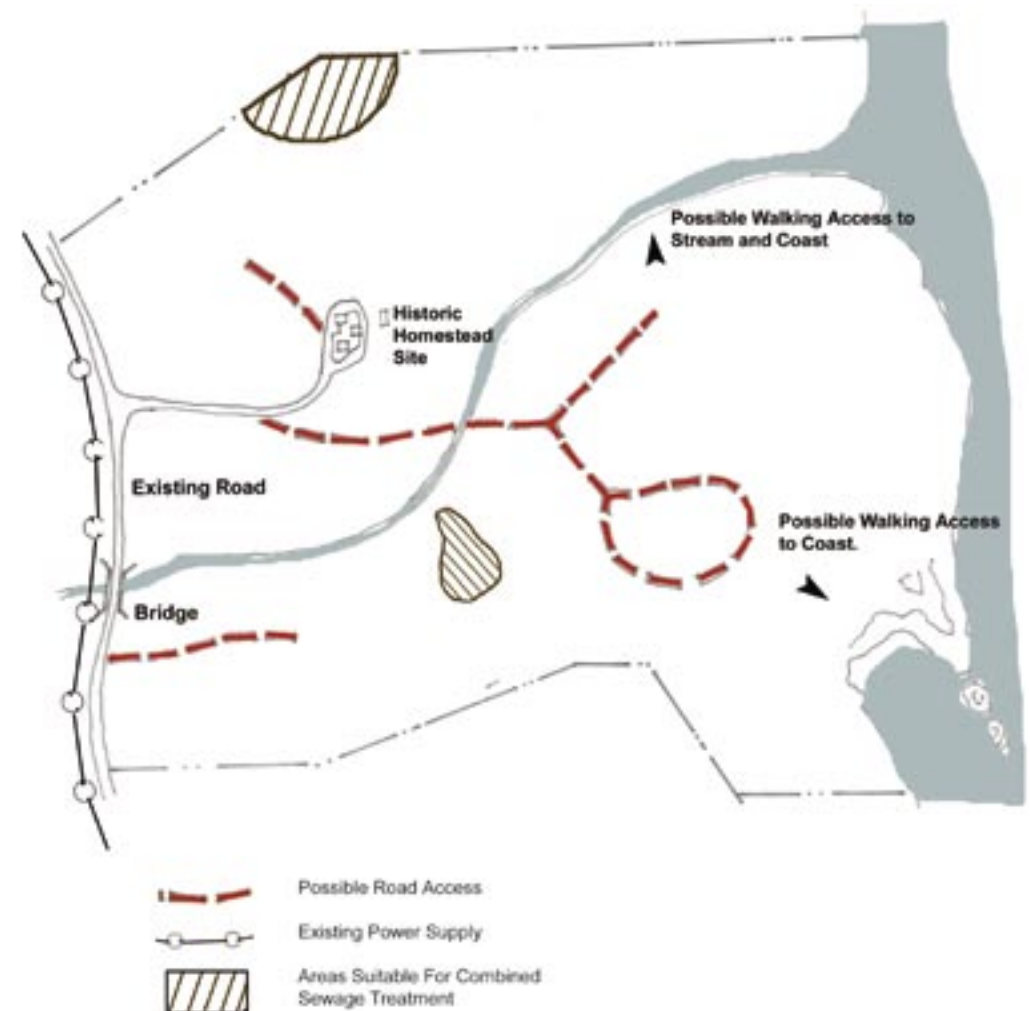 Possible Walking Access to
Stream and Coast
Historic
Homestead
Site
Existing Road
Possible Walking Access
to Coast.
Bridge
Possible Road Access
Existing Power Supply
Areas Suitable For Combined
Sewage Treatment